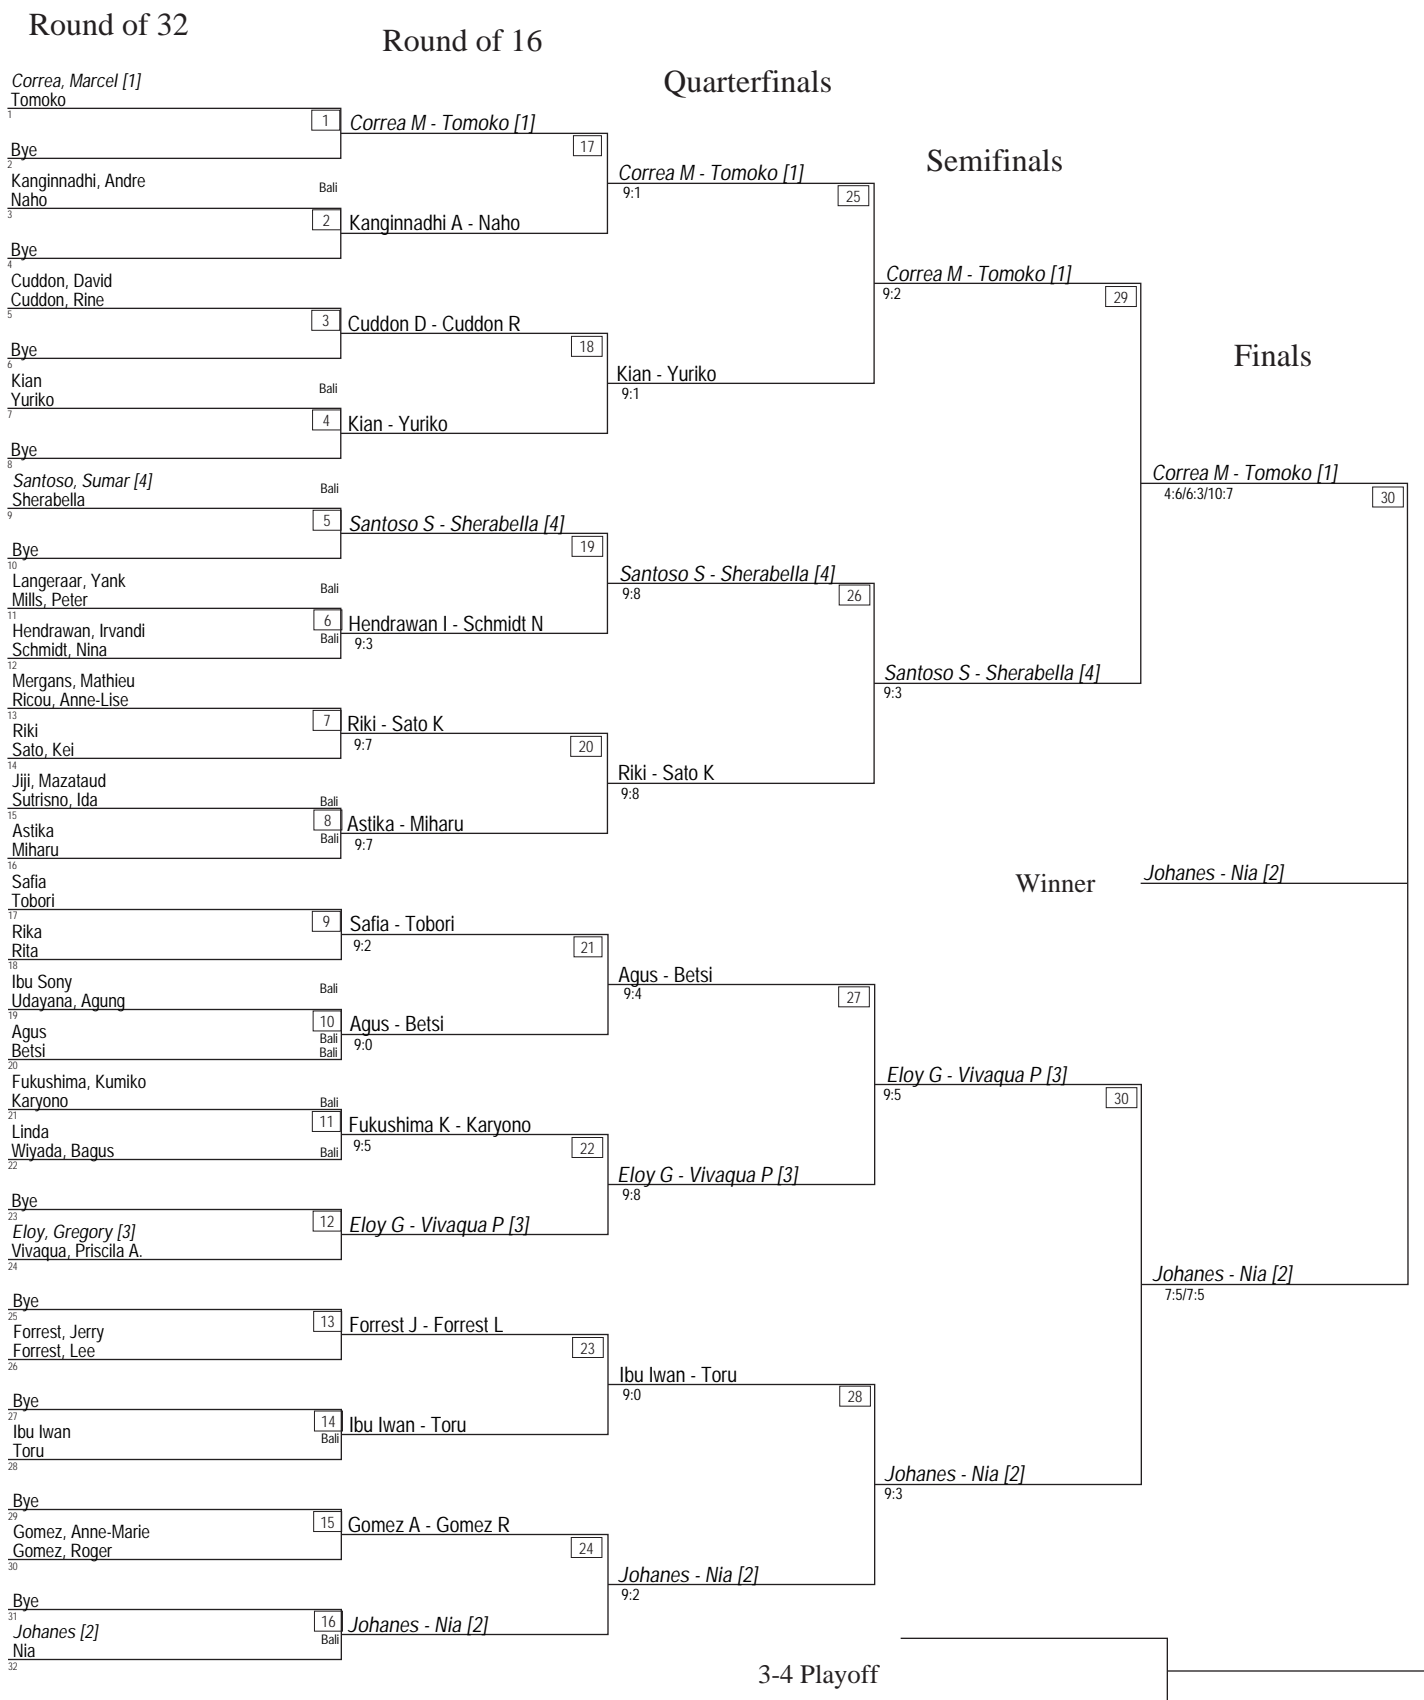 Round of 32
Round of 16
Quarterfinals
Semifinals
Finals
Correa, Marcel [1]
Tomoko
1
Bye
2
Kanginnadhi, Andre
Bali
Naho
3
Bye
4
Cuddon, David
Cuddon, Rine
5
Bye
6
Kian
Bali
Yuriko
7
Bye
8
Santoso, Sumar [4]
Bali
Sherabella
9
Bye
10
Langeraar, Yank
Bali
Mills, Peter
11
Hendrawan, Irvandi
Bali
Schmidt, Nina
12
Mergans, Mathieu
Ricou, Anne-Lise
13
Riki
Sato, Kei
14
Jiji, Mazataud
Sutrisno, Ida
Bali
15
Astika
Bali
Miharu
16
Safia
Tobori
17
Rika
Rita
18
Ibu Sony
Bali
Udayana, Agung
19
Agus
Bali
Betsi
Bali
20
Fukushima, Kumiko
Karyono
Bali
21
Linda
Wiyada, Bagus
Bali
22
Bye
23
Eloy, Gregory [3]
Vivaqua, Priscila A.
24
Bye
25
Forrest, Jerry
Forrest, Lee
26
Bye
27
Ibu Iwan
Bali
Toru
28
Bye
29
Gomez, Anne-Marie
Gomez, Roger
30
Bye
31
Johanes [2]
Bali
Nia
32
1
Correa M - Tomoko [1]
2
Kanginnadhi A - Naho
3
Cuddon D - Cuddon R
4
Kian - Yuriko
5
Santoso S - Sherabella [4]
6
Hendrawan I - Schmidt N
9:3
7
Riki - Sato K
9:7
8
Astika - Miharu
9:7
9
Safia - Tobori
9:2
10
Agus - Betsi
9:0
11
Fukushima K - Karyono
9:5
12
Eloy G - Vivaqua P [3]
13
Forrest J - Forrest L
14
Ibu Iwan - Toru
15
Gomez A - Gomez R
16
Johanes - Nia [2]
17
Correa M - Tomoko [1]
9:1
18
Kian - Yuriko
9:1
19
Santoso S - Sherabella [4]
9:8
20
Riki - Sato K
9:8
21
Agus - Betsi
9:4
22
Eloy G - Vivaqua P [3]
9:8
23
Ibu Iwan - Toru
9:0
24
Johanes - Nia [2]
9:2
25
Correa M - Tomoko [1]
9:2
26
Santoso S - Sherabella [4]
9:3
27
Eloy G - Vivaqua P [3]
9:5
28
Johanes - Nia [2]
9:3
29
Correa M - Tomoko [1]
4:6/6:3/10:7
30
Johanes - Nia [2]
7:5/7:5
30
Winner
Johanes - Nia [2]
3-4 Playoff